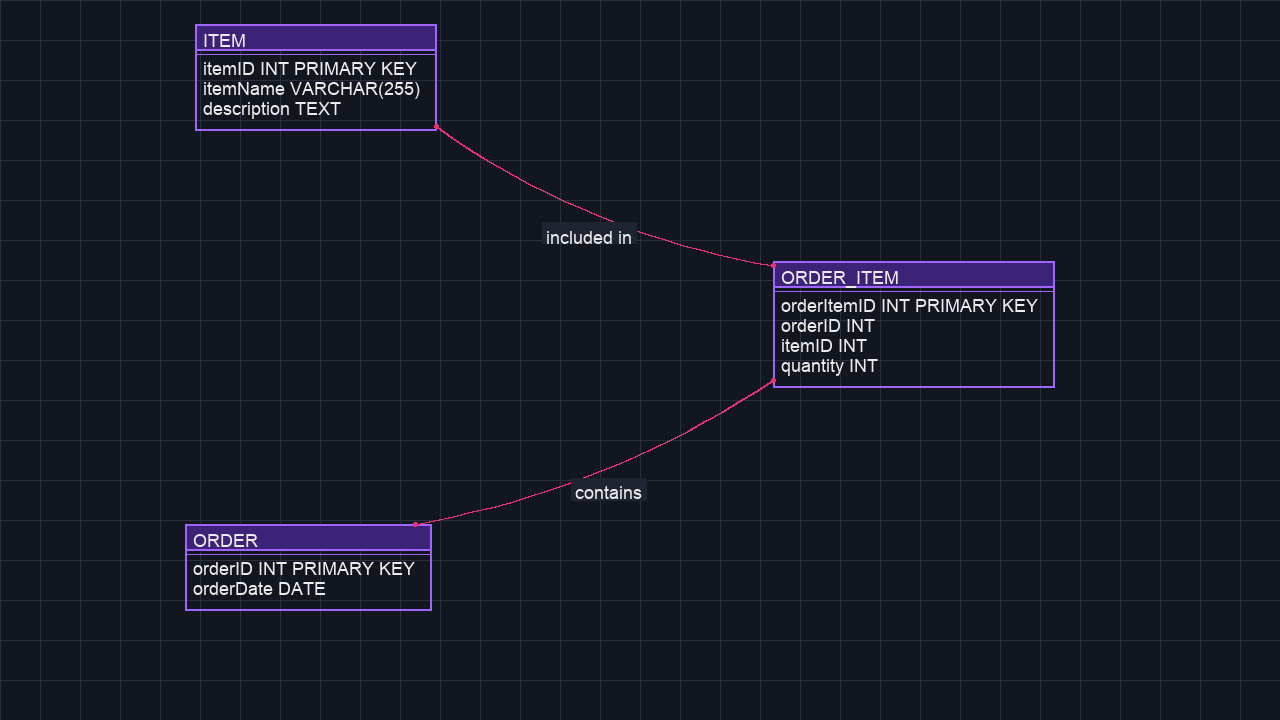 ITEM
itemID INT PRIMARY KEY
itemName VARCHAR(255)
description TEXT
included in
ORDER_ITEM
orderItemID INT PRIMARY KEY
orderID INT
itemID INT
quantity INT
contains
ORDER
orderID INT PRIMARY KEY
orderDate DATE